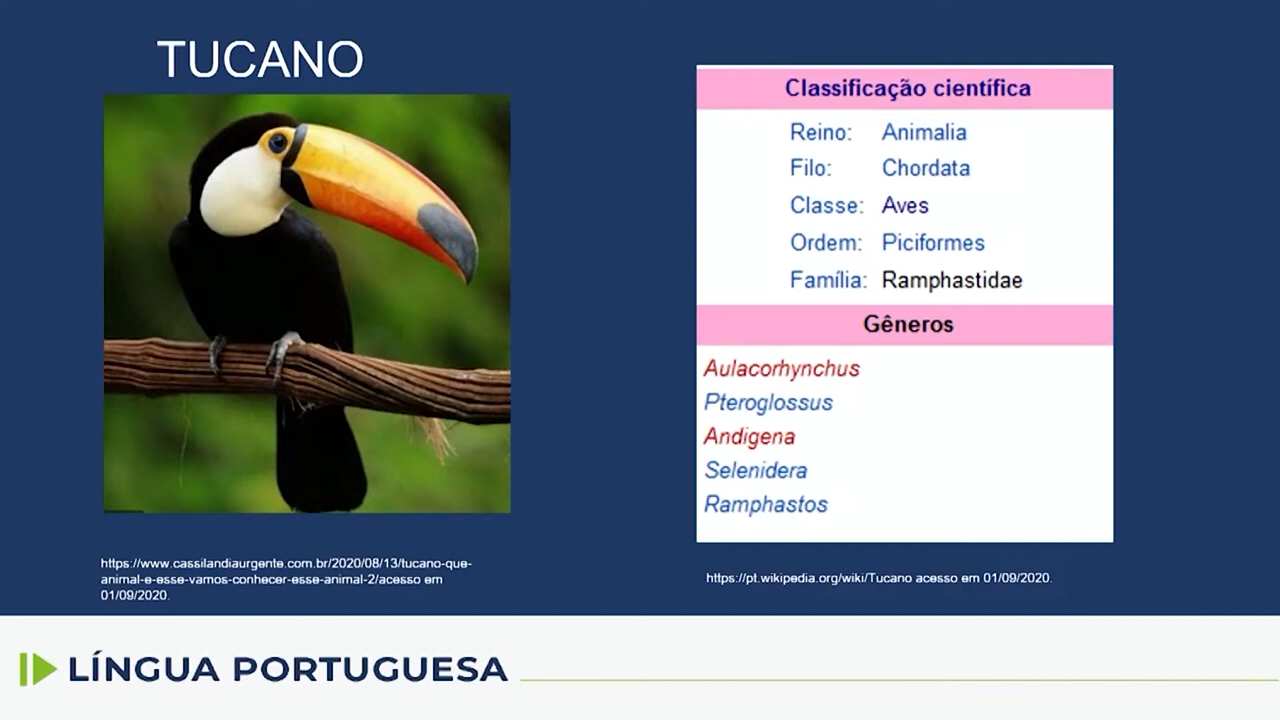 TUCANO
https://www.cassilandiaurgente.com.br/2020/08/13/tucano-que-
animal-e-esse-vamos-conhecer-esse-animal-2/acesso em
01/09/2020.
Classificação científica
Reino: Animalia
Filo: Chordata
Classe: Aves
Ordem: Piciformes
Família: Ramphastidae
Gêneros
Aulacorhynchus
Pteroglossus
Andigena
Selenidera
Ramphastos
https://pt.wikipedia.org/wiki/Tucano acesso em 01/09/2020.
LÍNGUA PORTUGUESA